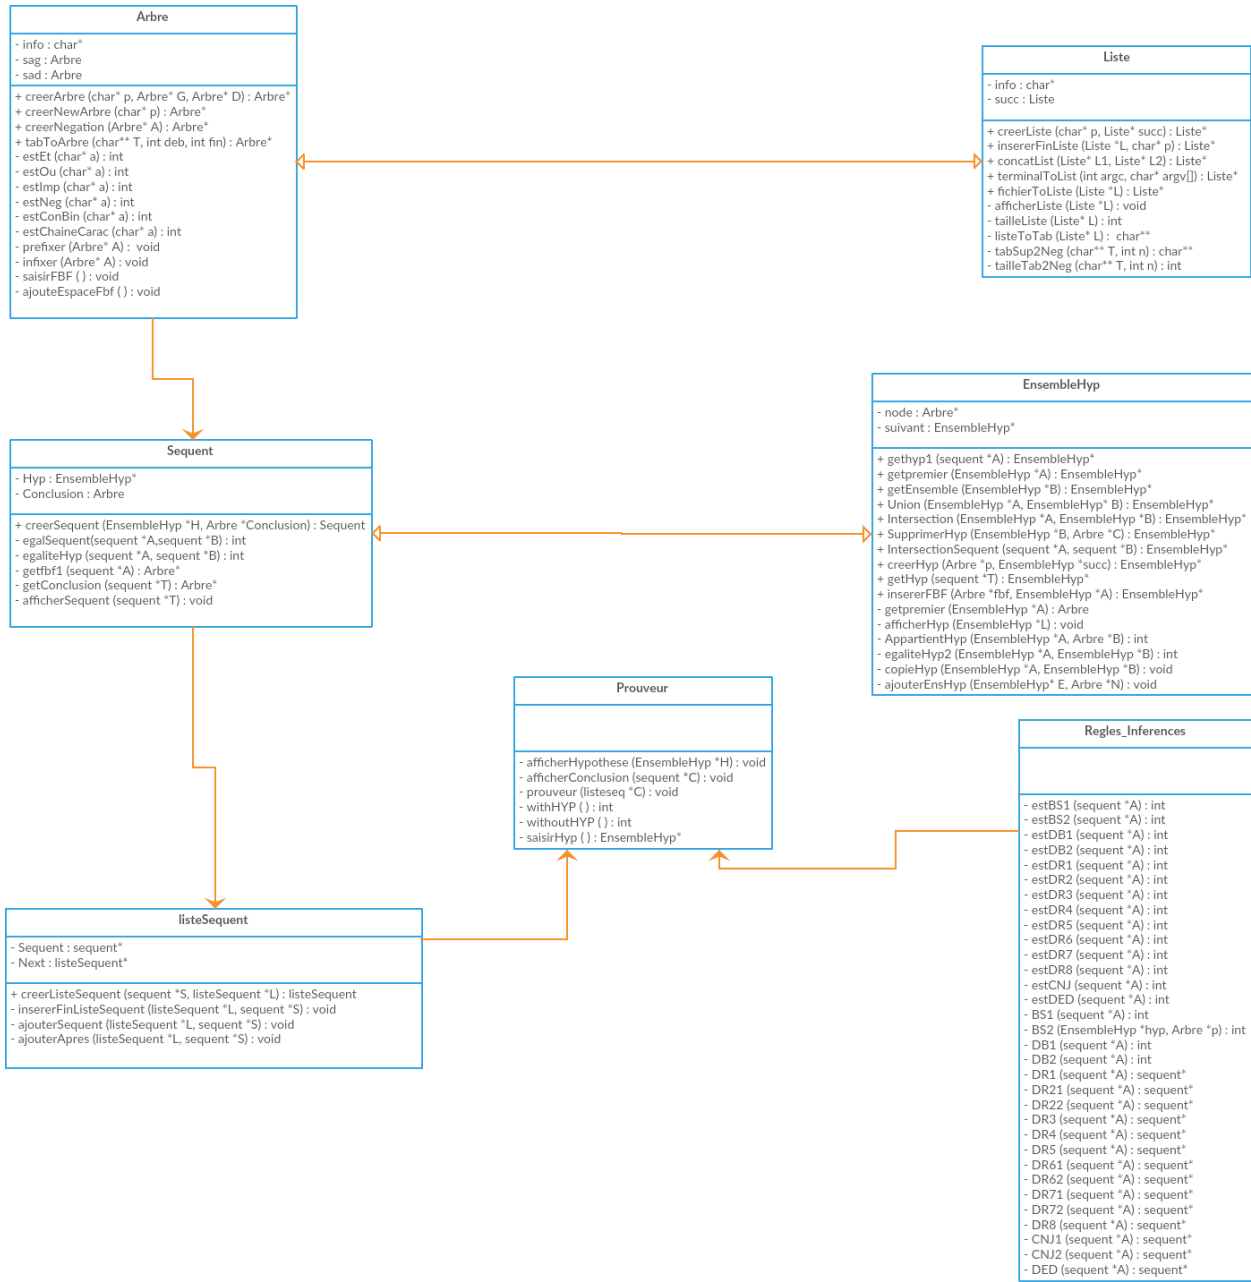 Arbre
- info : char*
- sag : Arbre
- sad : Arbre
+ creerArbre (char* p, Arbre* G, Arbre* D) : Arbre*
+ creerNewArbre (char* p) : Arbre*
+ creerNegation (Arbre* A) : Arbre*
+ tabToArbre (char** T, int deb, int fin) : Arbre*
- estEt (char* a) : int
- estOu (char* a) : int
- estImp (char* a) : int
- estNeg (char* a) : int
- estConBin (char* a) : int
- estChaineCarac (char* a) : int
- prefixer (Arbre* A) :  void
- infixer (Arbre* A) : void
- saisirFBF ( ) : void
- ajouteEspaceFbf ( ) : void
Liste
- info : char*
- succ : Liste
+ creerListe (char* p, Liste* succ) : Liste*
+ insererFinListe (Liste *L, char* p) : Liste*
+ concatList (Liste* L1, Liste* L2) : Liste*
+ terminalToList (int argc, char* argv[]) : Liste*
+ fichierToListe (Liste *L) : Liste*
- afficherListe (Liste *L) : void
- tailleListe (Liste* L) : int
- listeToTab (Liste* L) :  char**
- tabSup2Neg (char** T, int n) : char**
- tailleTab2Neg (char** T, int n) : int
Sequent
- Hyp : EnsembleHyp*
- Conclusion : Arbre
+ creerSequent (EnsembleHyp *H, Arbre *Conclusion) : Sequent
- egalSequent(sequent *A,sequent *B) : int
- egaliteHyp (sequent *A, sequent *B) : int
- getfbf1 (sequent *A) : Arbre*
- getConclusion (sequent *T) : Arbre*
- afficherSequent (sequent *T) : void
EnsembleHyp
- node : Arbre*
- suivant : EnsembleHyp*
+ gethyp1 (sequent *A) : EnsembleHyp*
+ getpremier (EnsembleHyp *A) : EnsembleHyp*
+ getEnsemble (EnsembleHyp *B) : EnsembleHyp*
+ Union (EnsembleHyp *A, EnsembleHyp* B) : EnsembleHyp*
+ Intersection (EnsembleHyp *A, EnsembleHyp *B) : EnsembleHyp*
+ SupprimerHyp (EnsembleHyp *B, Arbre *C) : EnsembleHyp*
+ IntersectionSequent (sequent *A, sequent *B) : EnsembleHyp*
+ creerHyp (Arbre *p, EnsembleHyp *succ) : EnsembleHyp*
+ getHyp (sequent *T) : EnsembleHyp*
+ insererFBF (Arbre *fbf, EnsembleHyp *A) : EnsembleHyp*
- getpremier (EnsembleHyp *A) : Arbre
- afficherHyp (EnsembleHyp *L) : void
- AppartientHyp (EnsembleHyp *A, Arbre *B) : int
- egaliteHyp2 (EnsembleHyp *A, EnsembleHyp *B) : int
- copieHyp (EnsembleHyp *A, EnsembleHyp *B) : void
- ajouterEnsHyp (EnsembleHyp* E, Arbre *N) : void
Prouveur
- afficherHypothese (EnsembleHyp *H) : void
- afficherConclusion (sequent *C) : void
- prouveur (listeseq *C) : void
- withHYP ( ) : int
- withoutHYP ( ) : int
- saisirHyp ( ) : EnsembleHyp*
Regles_Inferences
- estBS1 (sequent *A) : int
- estBS2 (sequent *A) : int
- estDB1 (sequent *A) : int
- estDB2 (sequent *A) : int
- estDR1 (sequent *A) : int
- estDR2 (sequent *A) : int
- estDR3 (sequent *A) : int
- estDR4 (sequent *A) : int
- estDR5 (sequent *A) : int
- estDR6 (sequent *A) : int
- estDR7 (sequent *A) : int
- estDR8 (sequent *A) : int
- estCNJ (sequent *A) : int
- estDED (sequent *A) : int
- BS1 (sequent *A) : int
- BS2 (EnsembleHyp *hyp, Arbre *p) : int
- DB1 (sequent *A) : int
- DB2 (sequent *A) : int
- DR1 (sequent *A) : sequent*
- DR21 (sequent *A) : sequent*
- DR22 (sequent *A) : sequent*
- DR3 (sequent *A) : sequent*
- DR4 (sequent *A) : sequent*
- DR5 (sequent *A) : sequent*
- DR61 (sequent *A) : sequent*
- DR62 (sequent *A) : sequent*
- DR71 (sequent *A) : sequent*
- DR72 (sequent *A) : sequent*
- DR8 (sequent *A) : sequent*
- CNJ1 (sequent *A) : sequent*
- CNJ2 (sequent *A) : sequent*
- DED (sequent *A) : sequent*
listeSequent
- Sequent : sequent*
- Next : listeSequent*
+ creerListeSequent (sequent *S, listeSequent *L) : listeSequent
- insererFinListeSequent (listeSequent *L, sequent *S) : void
- ajouterSequent (listeSequent *L, sequent *S) : void
- ajouterApres (listeSequent *L, sequent *S) : void